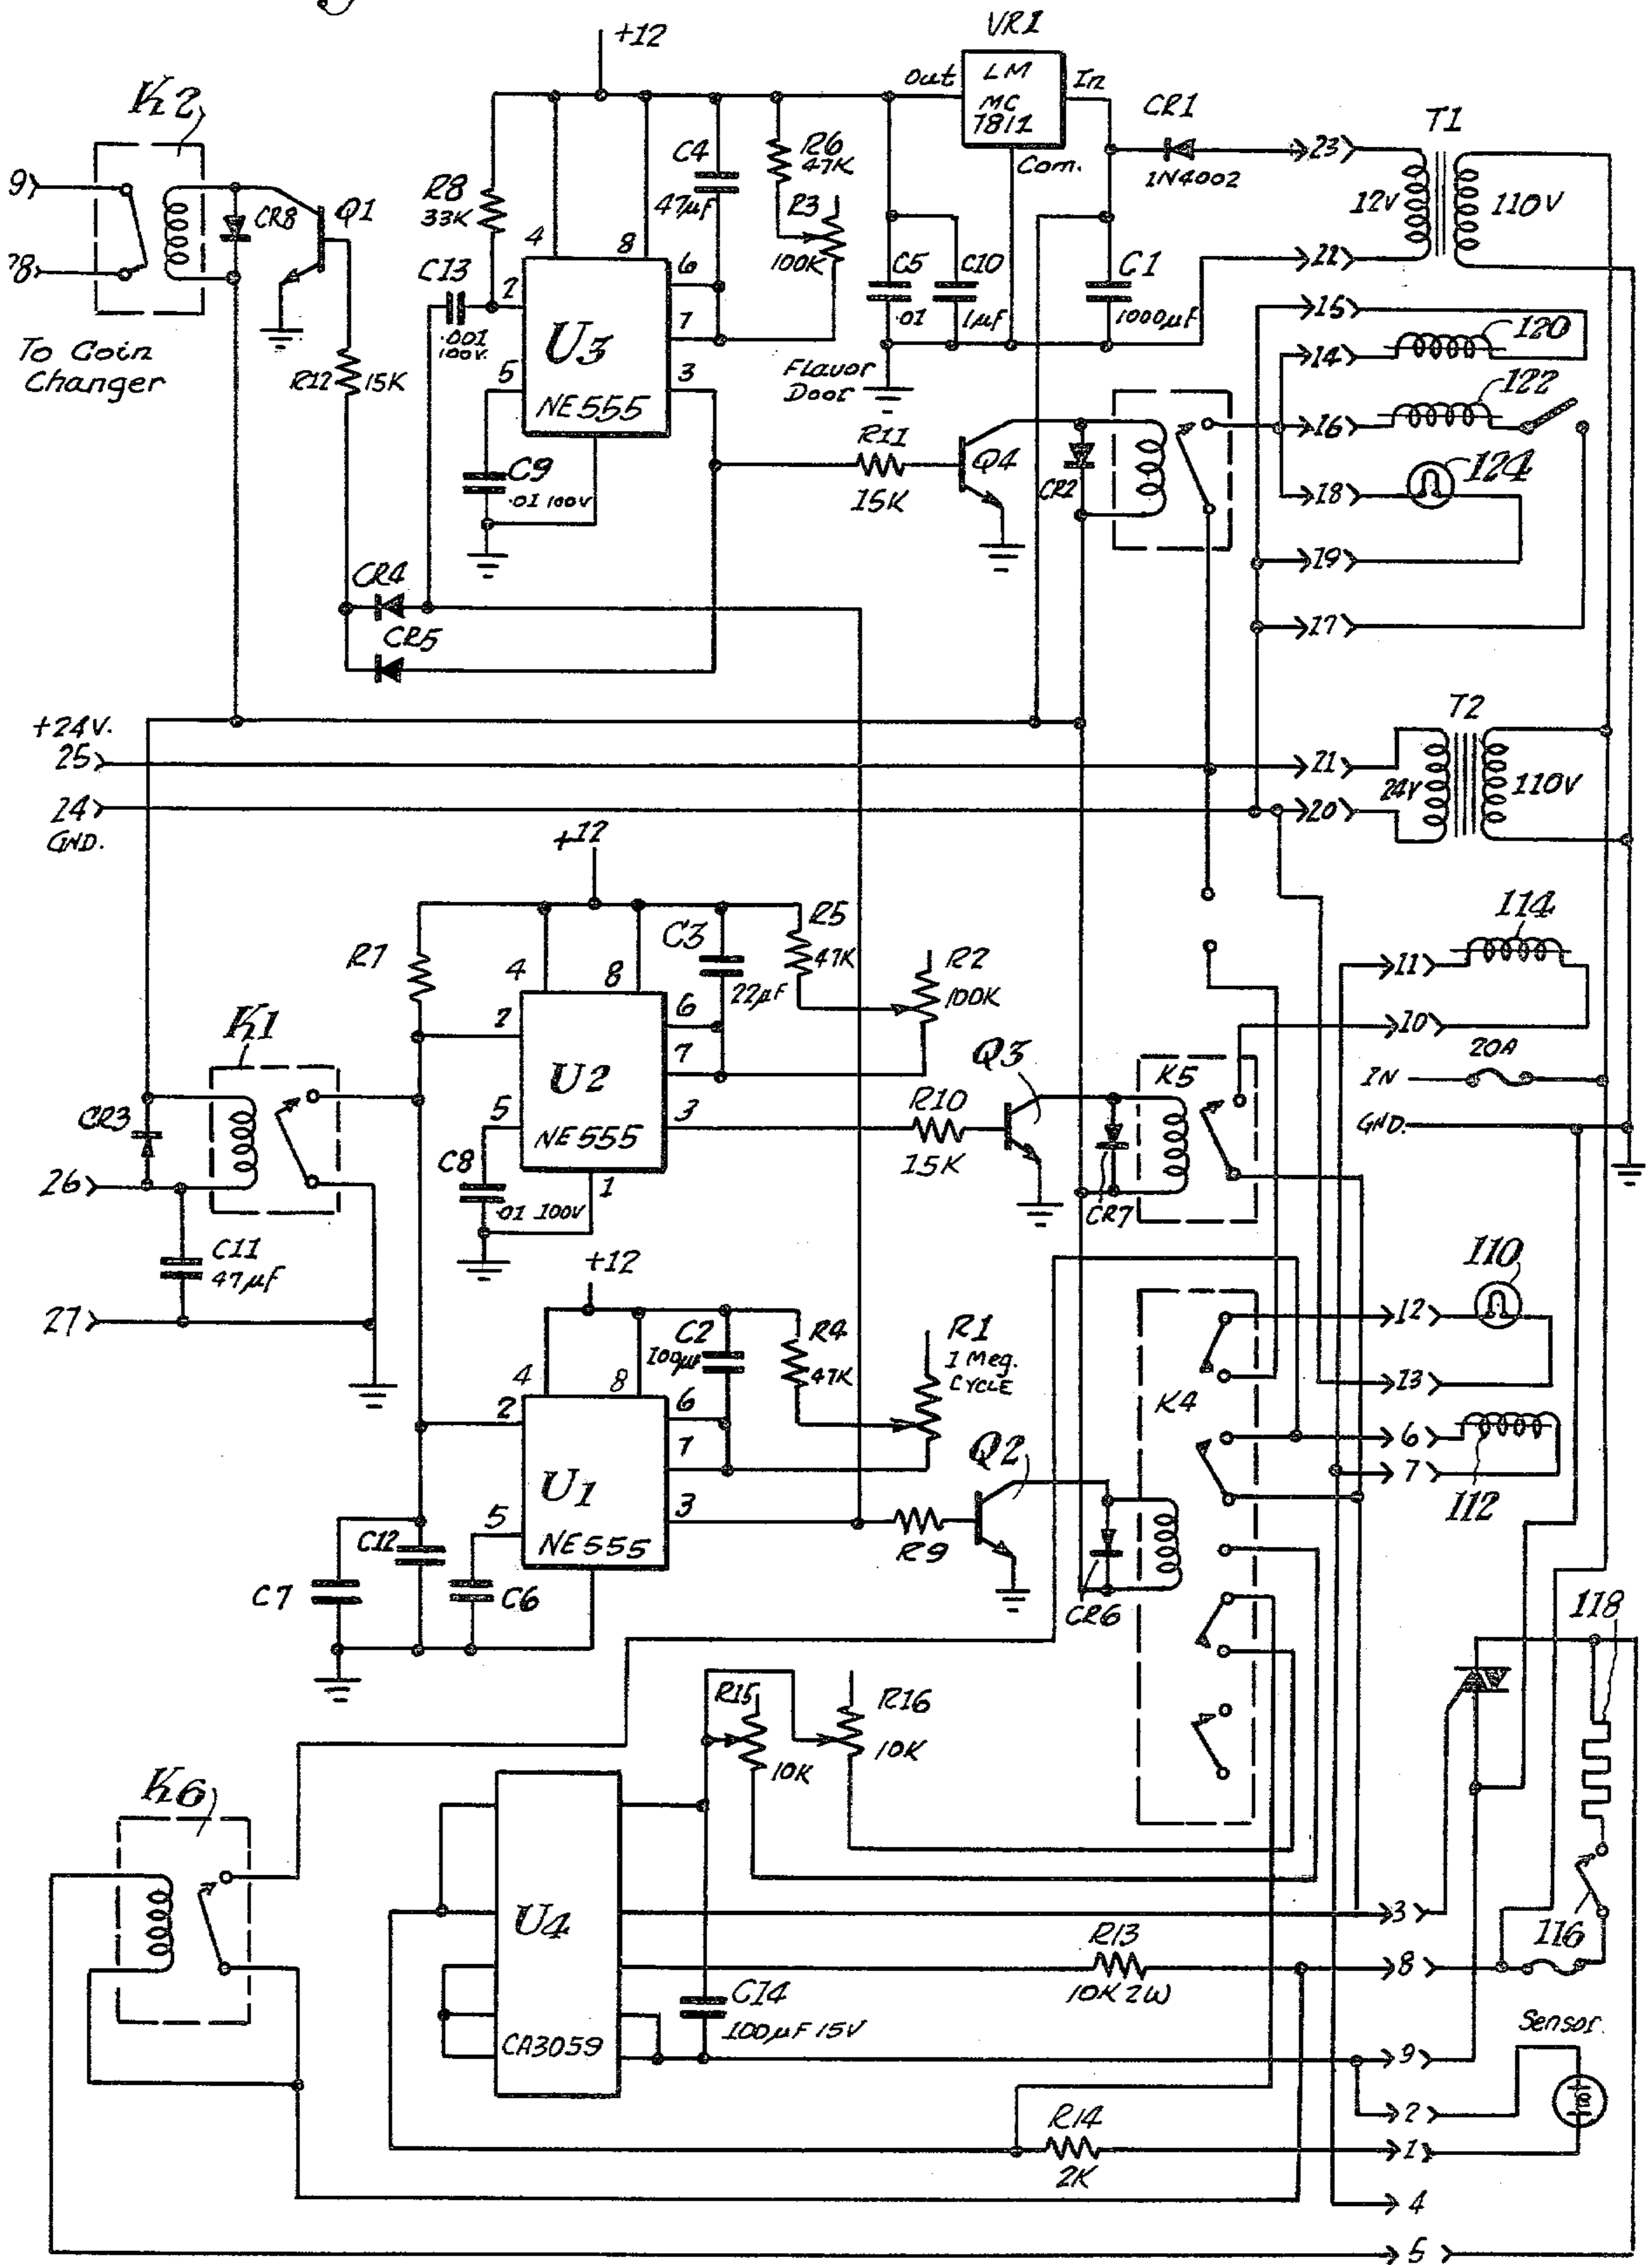 +12
VR1
K2
Out
LM
MC
7812
In
Com.
CR1
1N4002
T1
23
12V
110V
9
28
CR8
Q1
R8
33K
C4
47µF
R6
47K
R3
100K
4
8
6
7
3
2
5
C13
.001
100V.
U3
NE555
C5
.01
C10
1µF
C1
1000µF
22
15
14
120
122
16
To Coin
Changer
R12
15K
Flavor
Door
C9
.01 100V
R11
15K
Q4
CR2
18
124
19
17
CR4
CR5
+24V.
25
24
GND.
21
20
T2
24V
110V
+12
R7
C3
22µF
R5
47K
R2
100K
4
8
6
7
2
5
3
1
U2
NE555
114
11
10
20A
IN
GND.
K1
CR3
26
C11
47µF
27
C8
.01 100V
Q3
R10
15K
K5
CR7
+12
C2
100µF
R4
47K
R1
1 Meg.
CYCLE
4
8
6
7
2
5
3
U1
NE555
K4
110
12
13
6
7
112
Q2
R9
CR6
C7
C12
C6
118
R15
10K
R16
10K
K6
U4
CA3059
3
R13
10K 2W
8
116
C14
100µF 15V
Sensor.
9
2
R14
2K
1
4
5